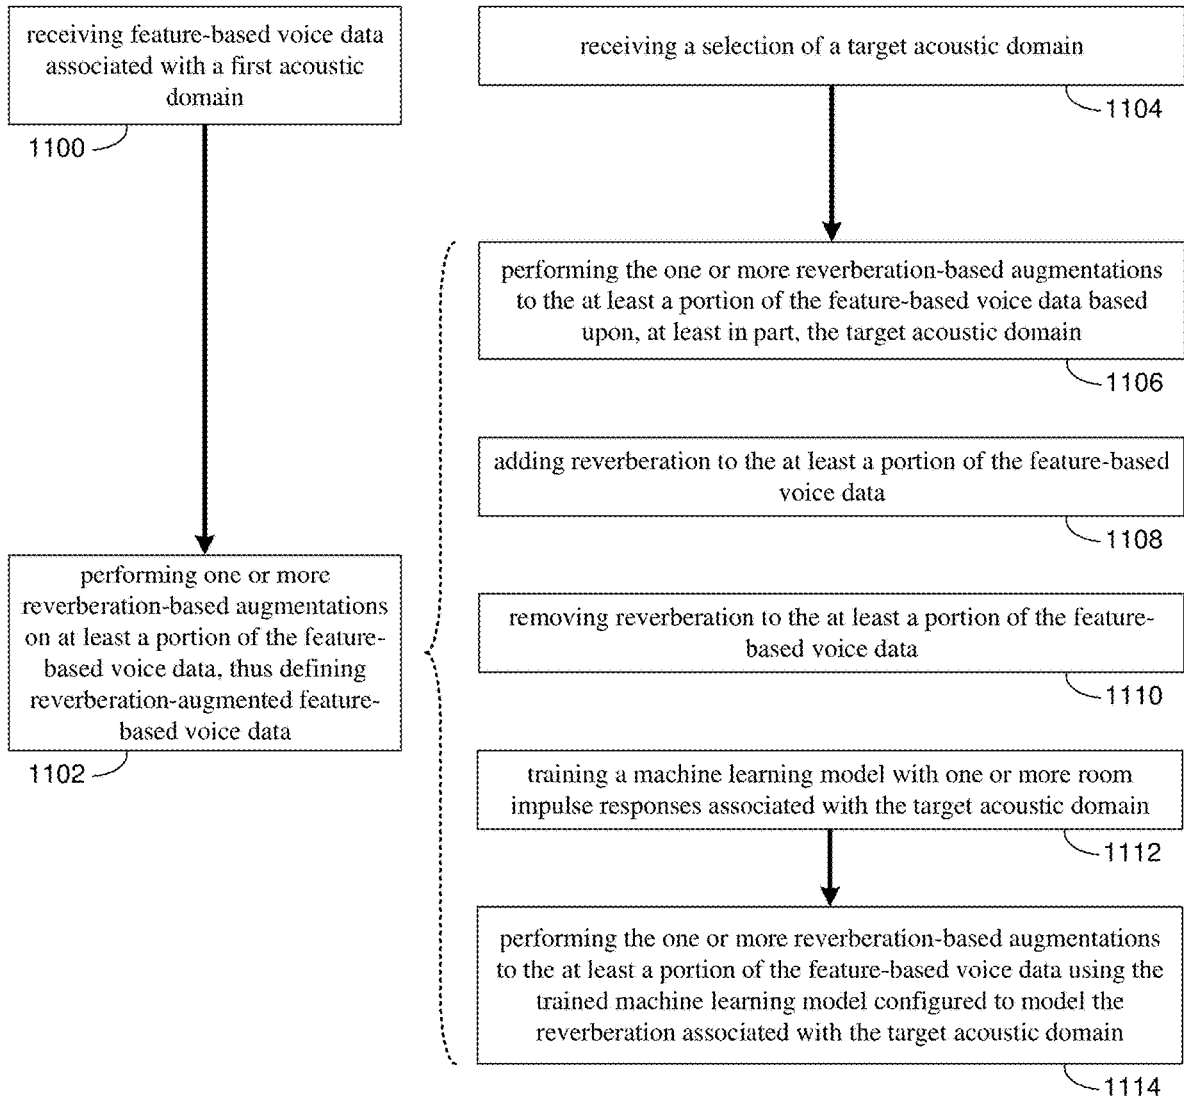 receiving feature-based voice data
associated with a first acoustic
domain
1100
performing one or more
reverberation-based augmentations
on at least a portion of the feature-
based voice data, thus defining
reverberation-augmented feature-
based voice data
1102
receiving a selection of a target acoustic domain
1104
performing the one or more reverberation-based augmentations
to the at least a portion of the feature-based voice data based
upon, at least in part, the target acoustic domain
1106
adding reverberation to the at least a portion of the feature-based
voice data
1108
removing reverberation to the at least a portion of the feature-
based voice data
1110
training a machine learning model with one or more room
impulse responses associated with the target acoustic domain
1112
performing the one or more reverberation-based augmentations
to the at least a portion of the feature-based voice data using the
trained machine learning model configured to model the
reverberation associated with the target acoustic domain
1114